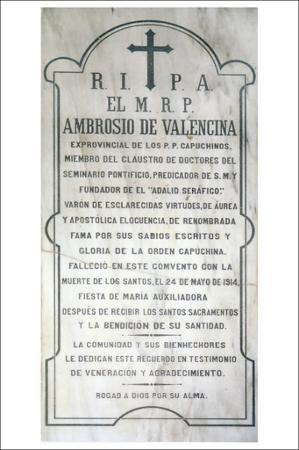 R. I. P. A.
EL M. R. P.
AMBROSIO DE VALENCINA
EXPROVINCIAL DE LOS P.P. CAPUCHINOS,
MIEMBRO DEL CLAUSTRO DE DOCTORES DEL
SEMINARIO PONTIFICIO, PREDICADOR DE S.M. Y
FUNDADOR DE EL "ADALID SERÁFICO".
VARÓN DE ESCLARECIDAS VIRTUDES, DE ÁUREA
Y APOSTÓLICA ELOCUENCIA, DE RENOMBRADA
FAMA POR SUS SABIOS ESCRITOS Y
GLORIA DE LA ORDEN CAPUCHINA.
FALLECIÓ EN ESTE COMVENTO CON LA
MUERTE DE LOS SANTOS, EL 24 DE MAYO DE 1914,
FIESTA DE MARÍA AUXILIADORA
DESPUÉS DE RECIBIR LOS SANTOS SACRAMENTOS
Y LA BENDICIÓN DE SU SANTIDAD.
LA COMUNIDAD Y SUS BIENHECHORES
LE DEDICAN ESTE RECUERDO EN TESTIMONIO
DE VENERACIÓN Y AGRADECIMIENTO.
ROGAD A DIOS POR SU ALMA.